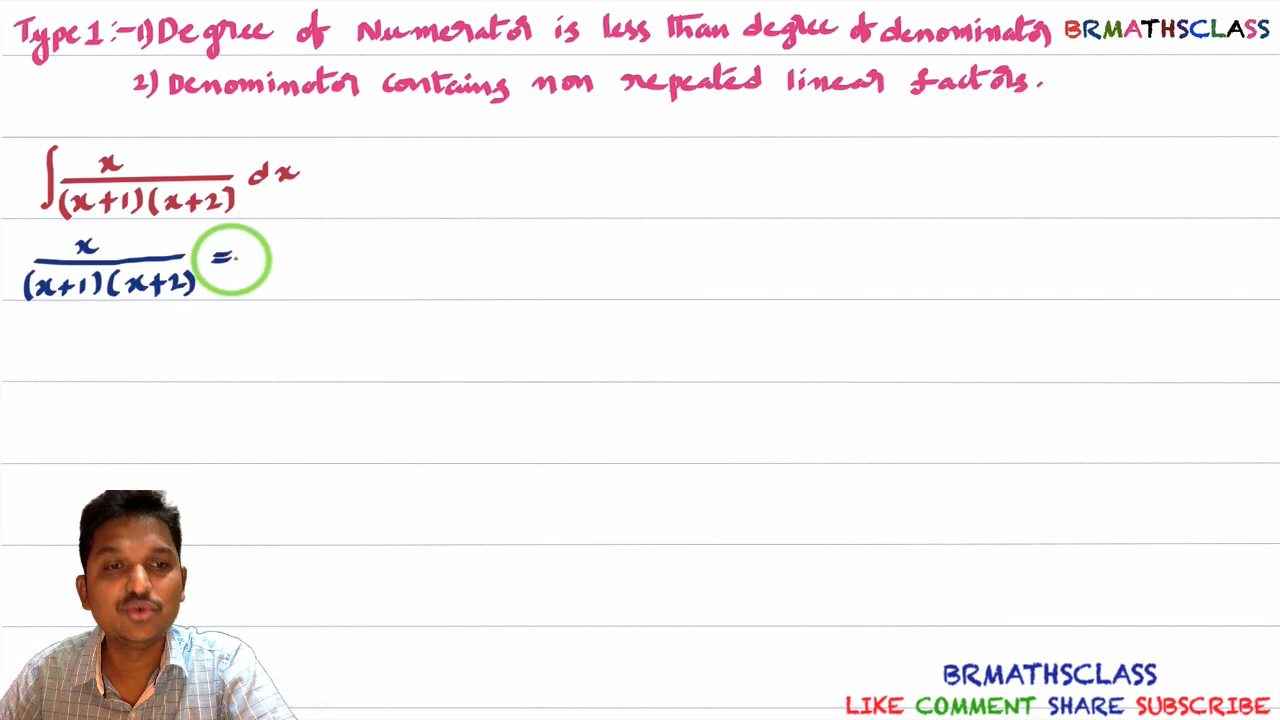 Type 1:- 1) Degree of Numerator is less than degree of denominator BRMATHSCLASS
2) Denominator contains non repeated linear factors.
∫ x/((x+1)(x+2)) dx
x/((x+1)(x+2)) =
BRMATHSCLASS
LIKE COMMENT SHARE SUBSCRIBE